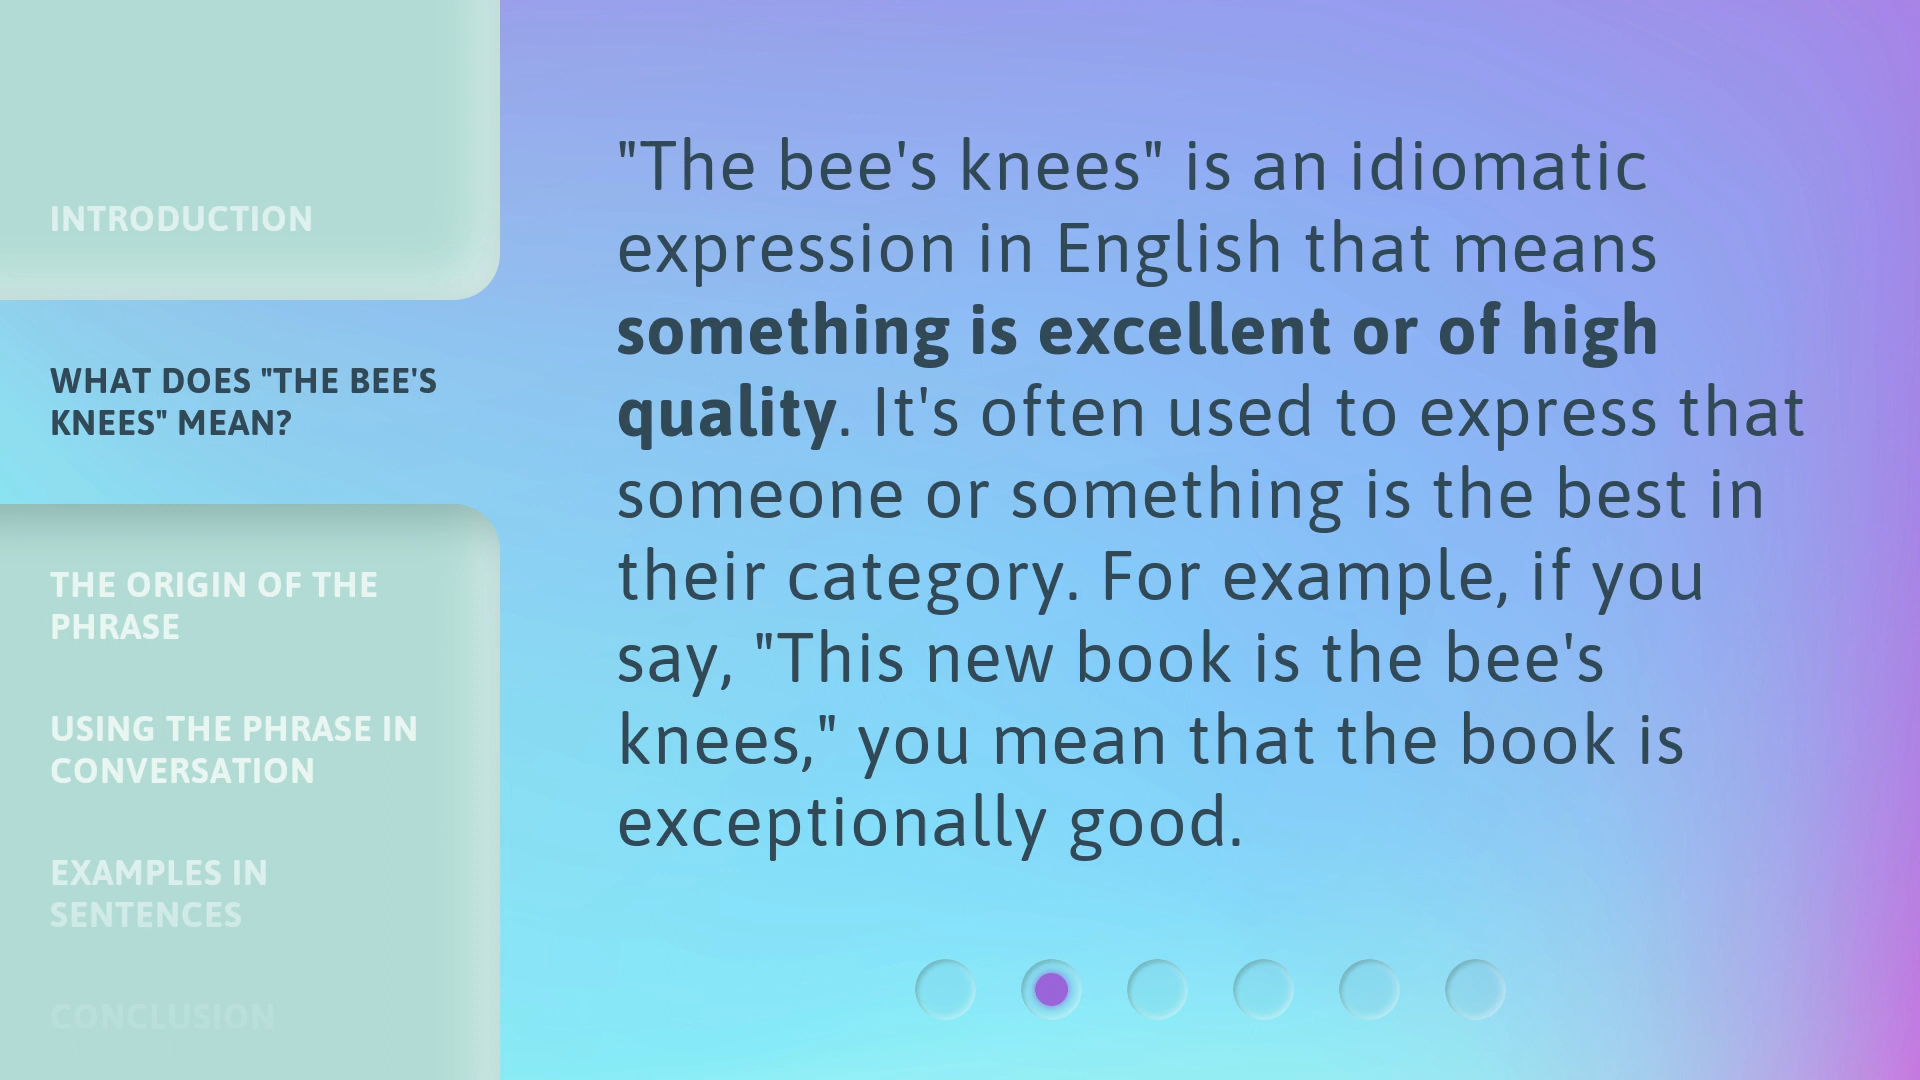 INTRODUCTION
WHAT DOES "THE BEE'S
KNEES" MEAN?
THE ORIGIN OF THE
PHRASE
USING THE PHRASE IN
CONVERSATION
EXAMPLES IN
SENTENCES
CONCLUSION
"The bee's knees" is an idiomatic
expression in English that means
something is excellent or of high
quality. It's often used to express that
someone or something is the best in
their category. For example, if you
say, "This new book is the bee's
knees," you mean that the book is
exceptionally good.